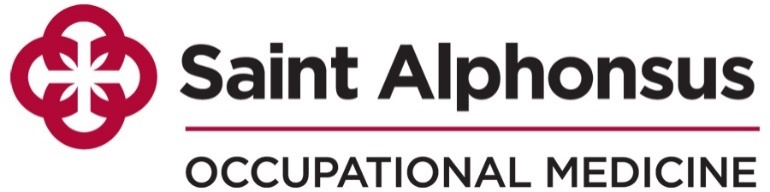 Saint Alphonsus
OCCUPATIONAL MEDICINE